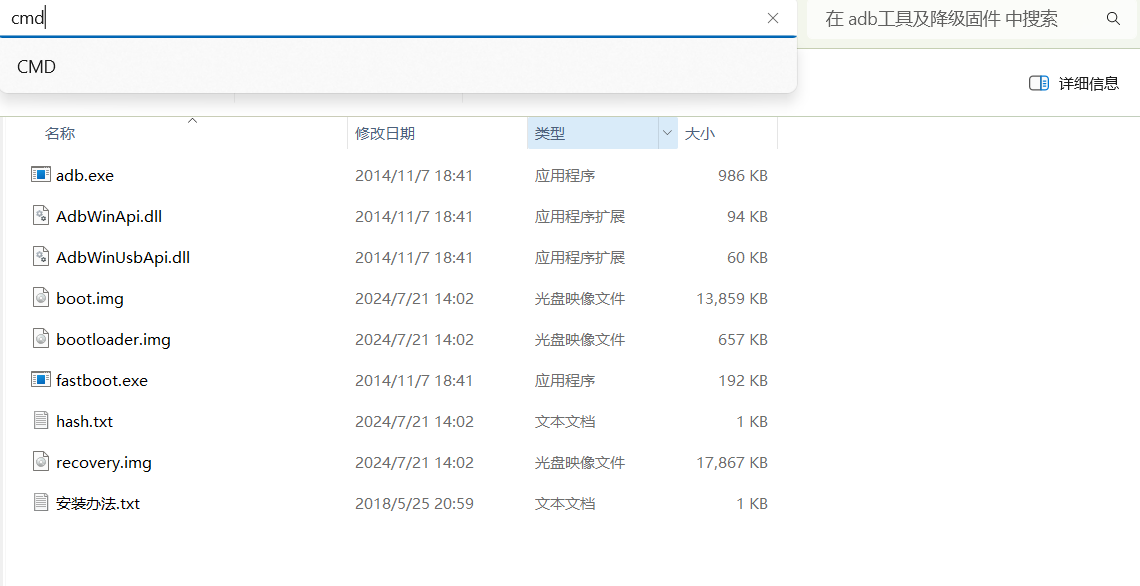 cmd
在 adb工具及降级固件 中搜索
CMD
详细信息
名称 修改日期 类型 大小
adb.exe 2014/11/7 18:41 应用程序 986 KB
AdbWinApi.dll 2014/11/7 18:41 应用程序扩展 94 KB
AdbWinUsbApi.dll 2014/11/7 18:41 应用程序扩展 60 KB
boot.img 2024/7/21 14:02 光盘映像文件 13,859 KB
bootloader.img 2024/7/21 14:02 光盘映像文件 657 KB
fastboot.exe 2014/11/7 18:41 应用程序 192 KB
hash.txt 2024/7/21 14:02 文本文档 1 KB
recovery.img 2024/7/21 14:02 光盘映像文件 17,867 KB
安装办法.txt 2018/5/25 20:59 文本文档 1 KB